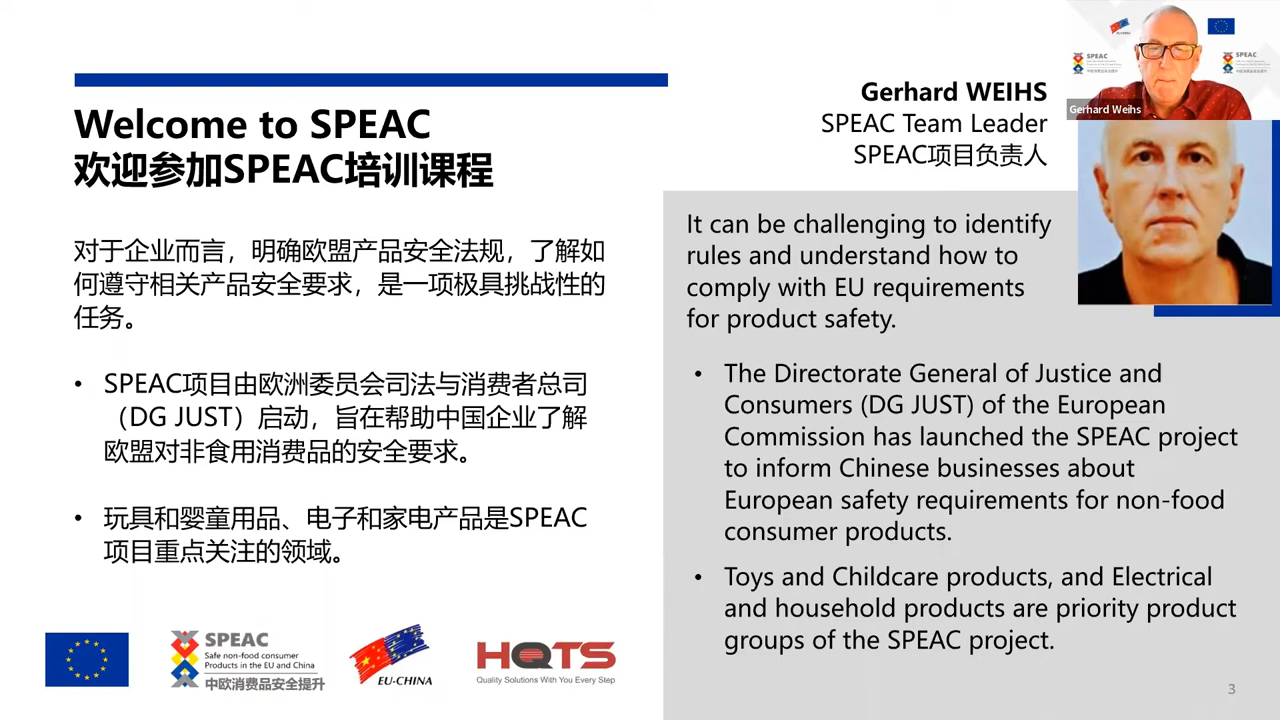 Welcome to SPEAC
欢迎参加SPEAC培训课程
对于企业而言，明确欧盟产品安全法规，了解如
何遵守相关产品安全要求，是一项极具挑战性的
任务。
• SPEAC项目由欧洲委员会司法与消费者总司
（DG JUST）启动，旨在帮助中国企业了解
欧盟对非食用消费品的安全要求。
• 玩具和婴童用品、电子和家电产品是SPEAC
项目重点关注的领域。
Gerhard WEIHS
SPEAC Team Leader
SPEAC项目负责人
It can be challenging to identify
rules and understand how to
comply with EU requirements
for product safety.
• The Directorate General of Justice and
Consumers (DG JUST) of the European
Commission has launched the SPEAC project
to inform Chinese businesses about
European safety requirements for non-food
consumer products.
• Toys and Childcare products, and Electrical
and household products are priority product
groups of the SPEAC project.
SPEAC
SPEAC
Gerhard Weihs
SPEAC
Safe non-food consumer
Products in the EU and China
中欧消费品安全提升
EU-CHINA
HQTS
Quality Solutions With You Every Step
3